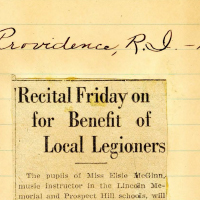 Providence, R.I. -
Recital Friday on
for Benefit of
Local Legioners
The pupils of Miss Elsie McGinn,
music instructor in the Lincoln Me-
morial and Prospect Hill schools, will